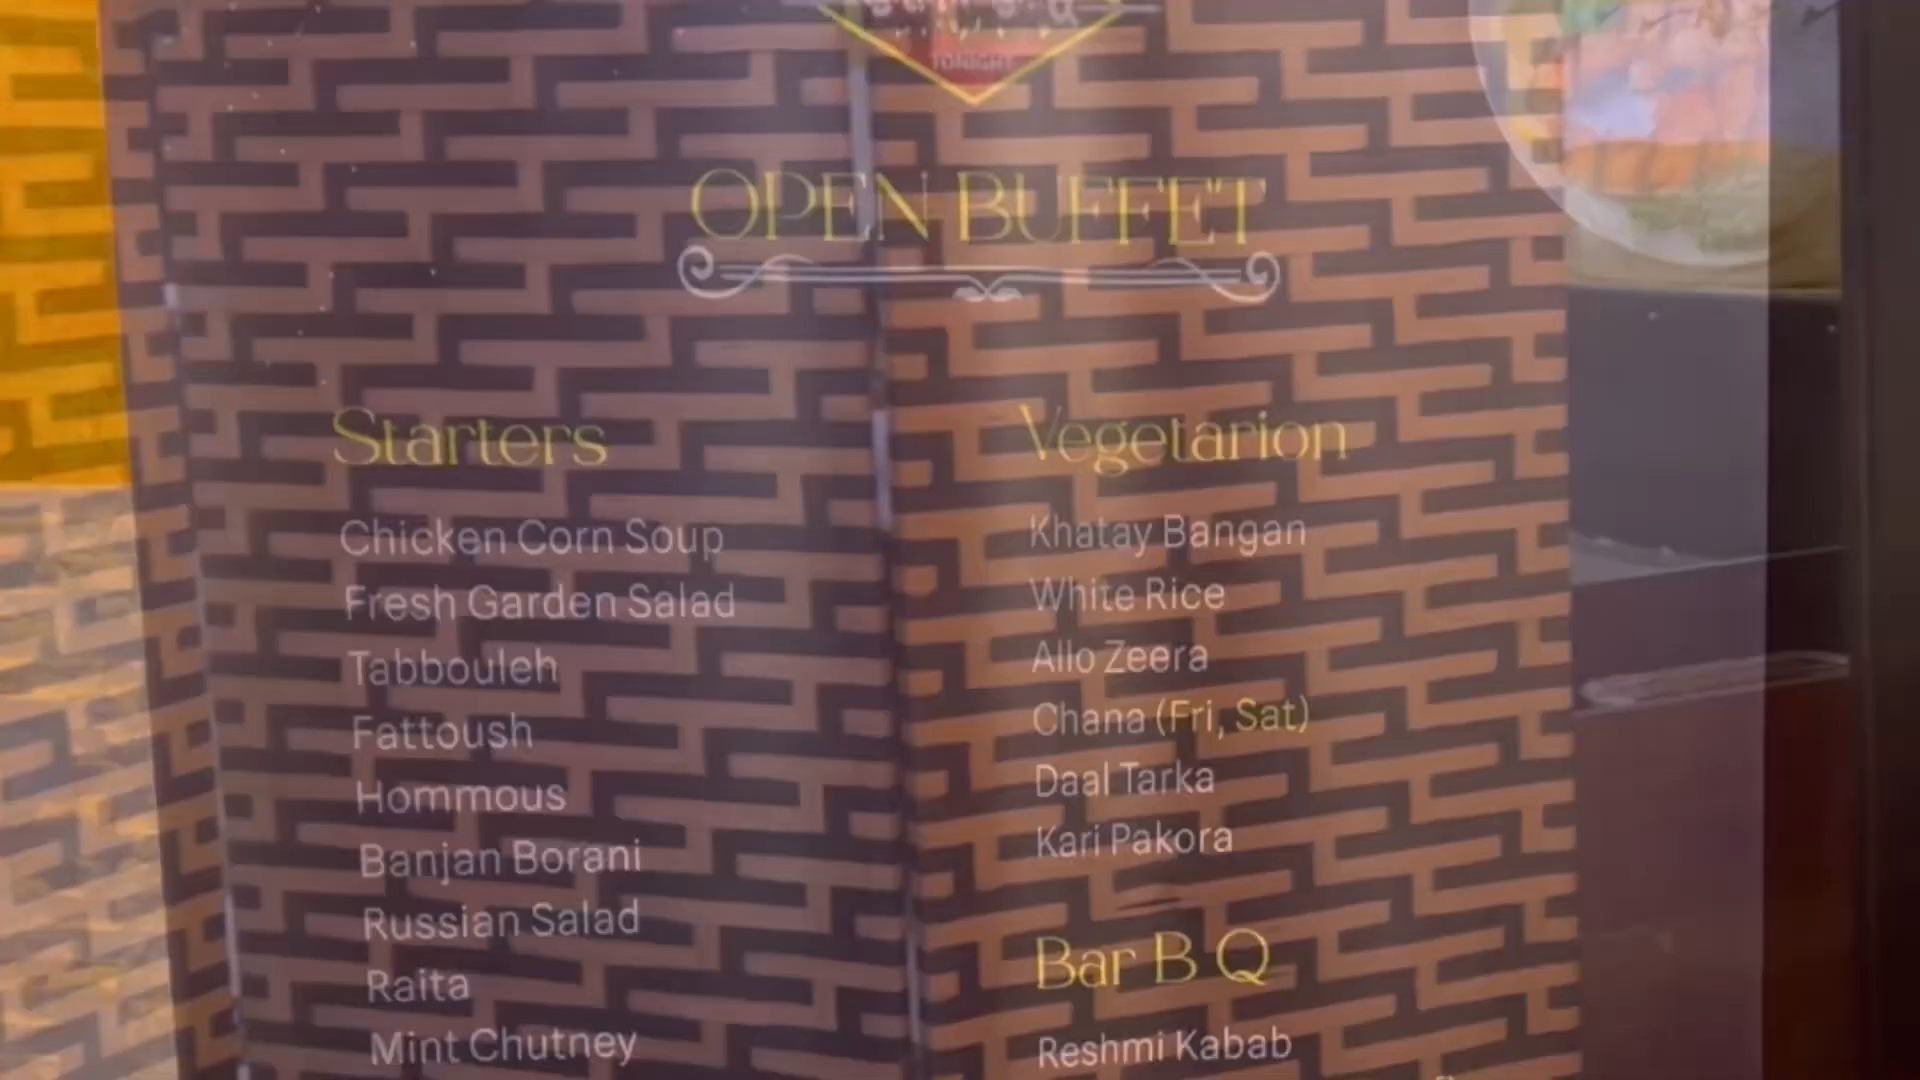 TONIGHT
OPEN BUFFET
Starters
Chicken Corn Soup
Fresh Garden Salad
Tabbouleh
Fattoush
Hommous
Banjan Borani
Russian Salad
Raita
Mint Chutney
Vegetarion
Khatay Bangan
White Rice
Allo Zeera
Chana (Fri, Sat)
Daal Tarka
Kari Pakora
Bar B Q
Reshmi Kabab